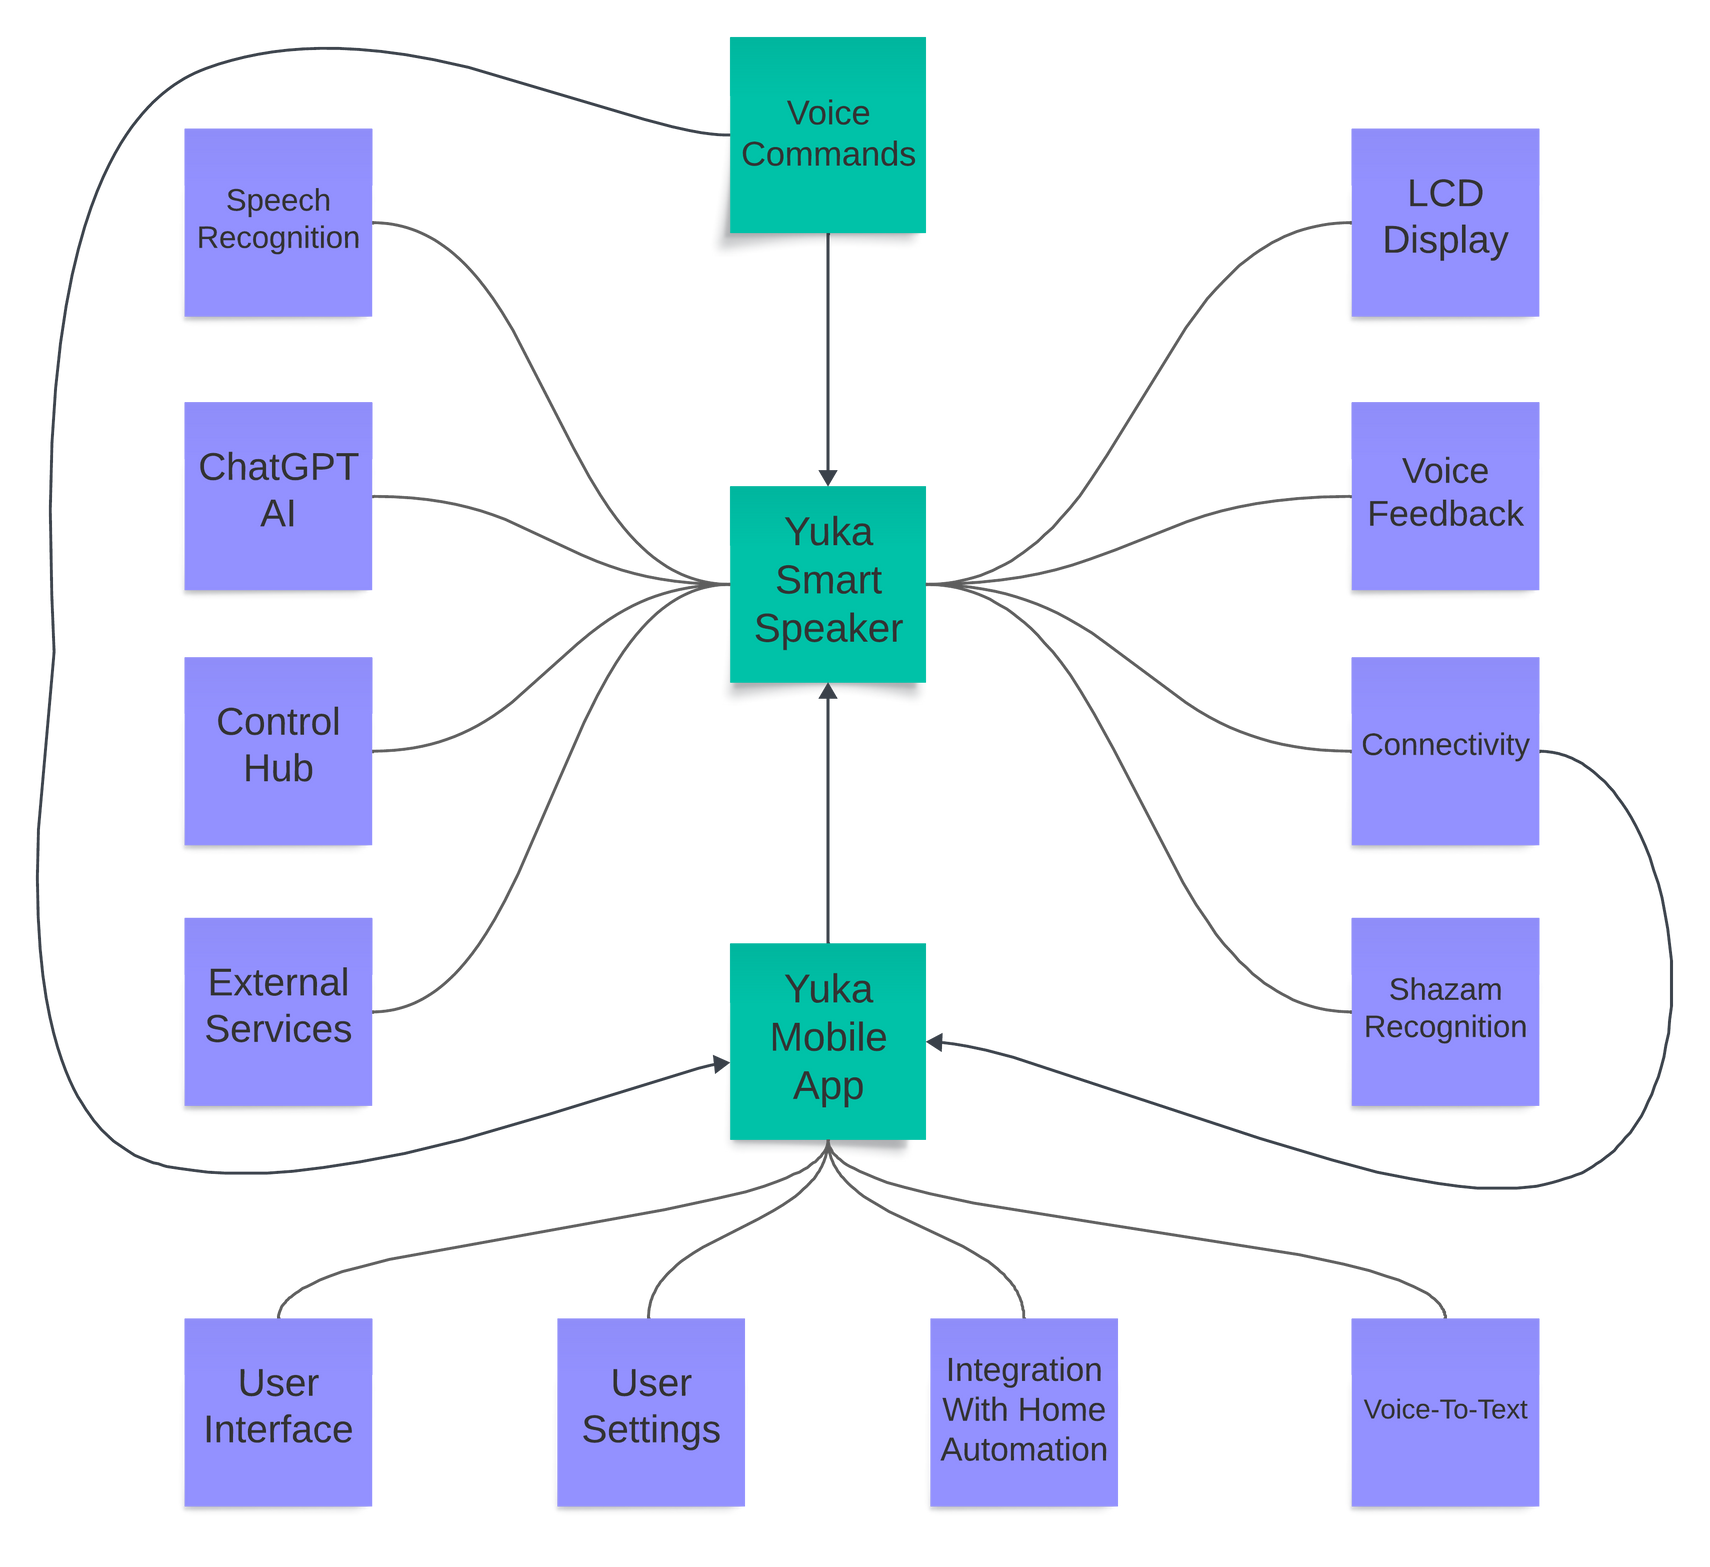 Voice
Commands
Speech
Recognition
LCD
Display
ChatGPT
AI
Yuka
Smart
Speaker
Voice
Feedback
Control
Hub
Connectivity
External
Services
Yuka
Mobile
App
Shazam
Recognition
User
Interface
User
Settings
Integration
With Home
Automation
Voice-To-Text